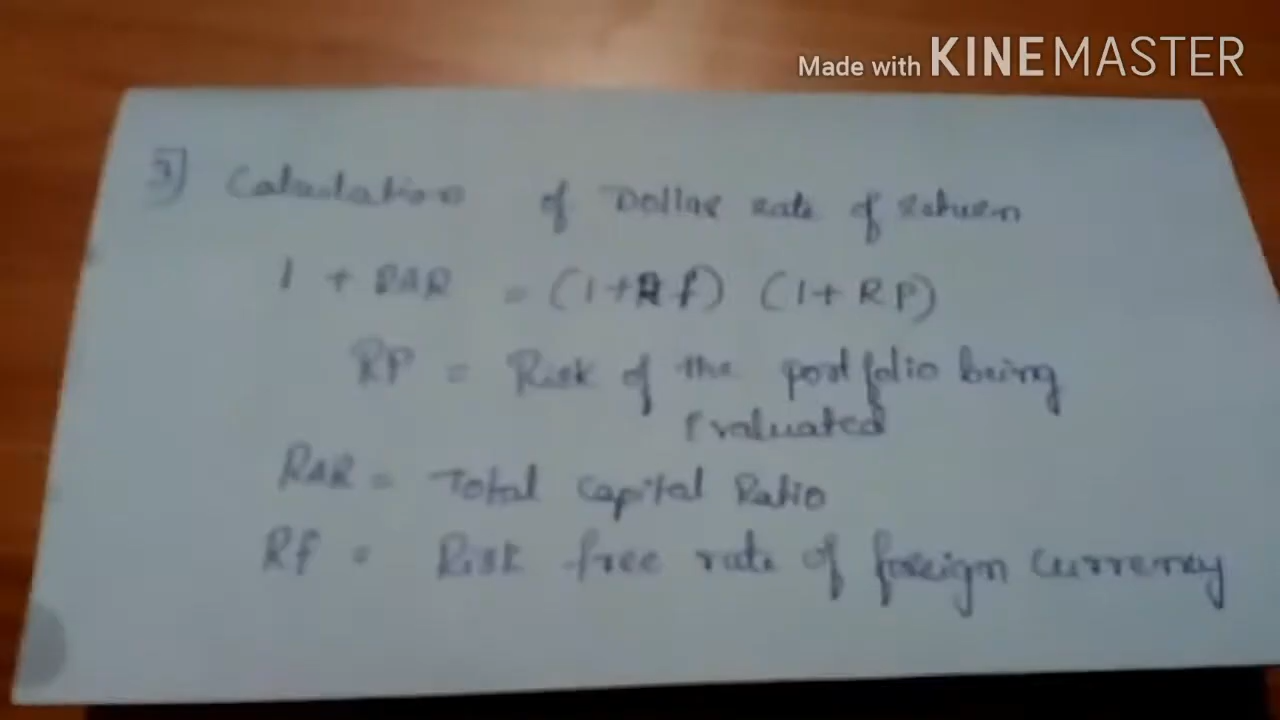 Made with KINEMASTER
3) Calculation of Dollar rate of return
1 + RAR = (1+Rf) (1+RP)
RP = Risk of the portfolio being
Evaluated
RAR = Total Capital Ratio
Rf = Risk free rate of foreign currency